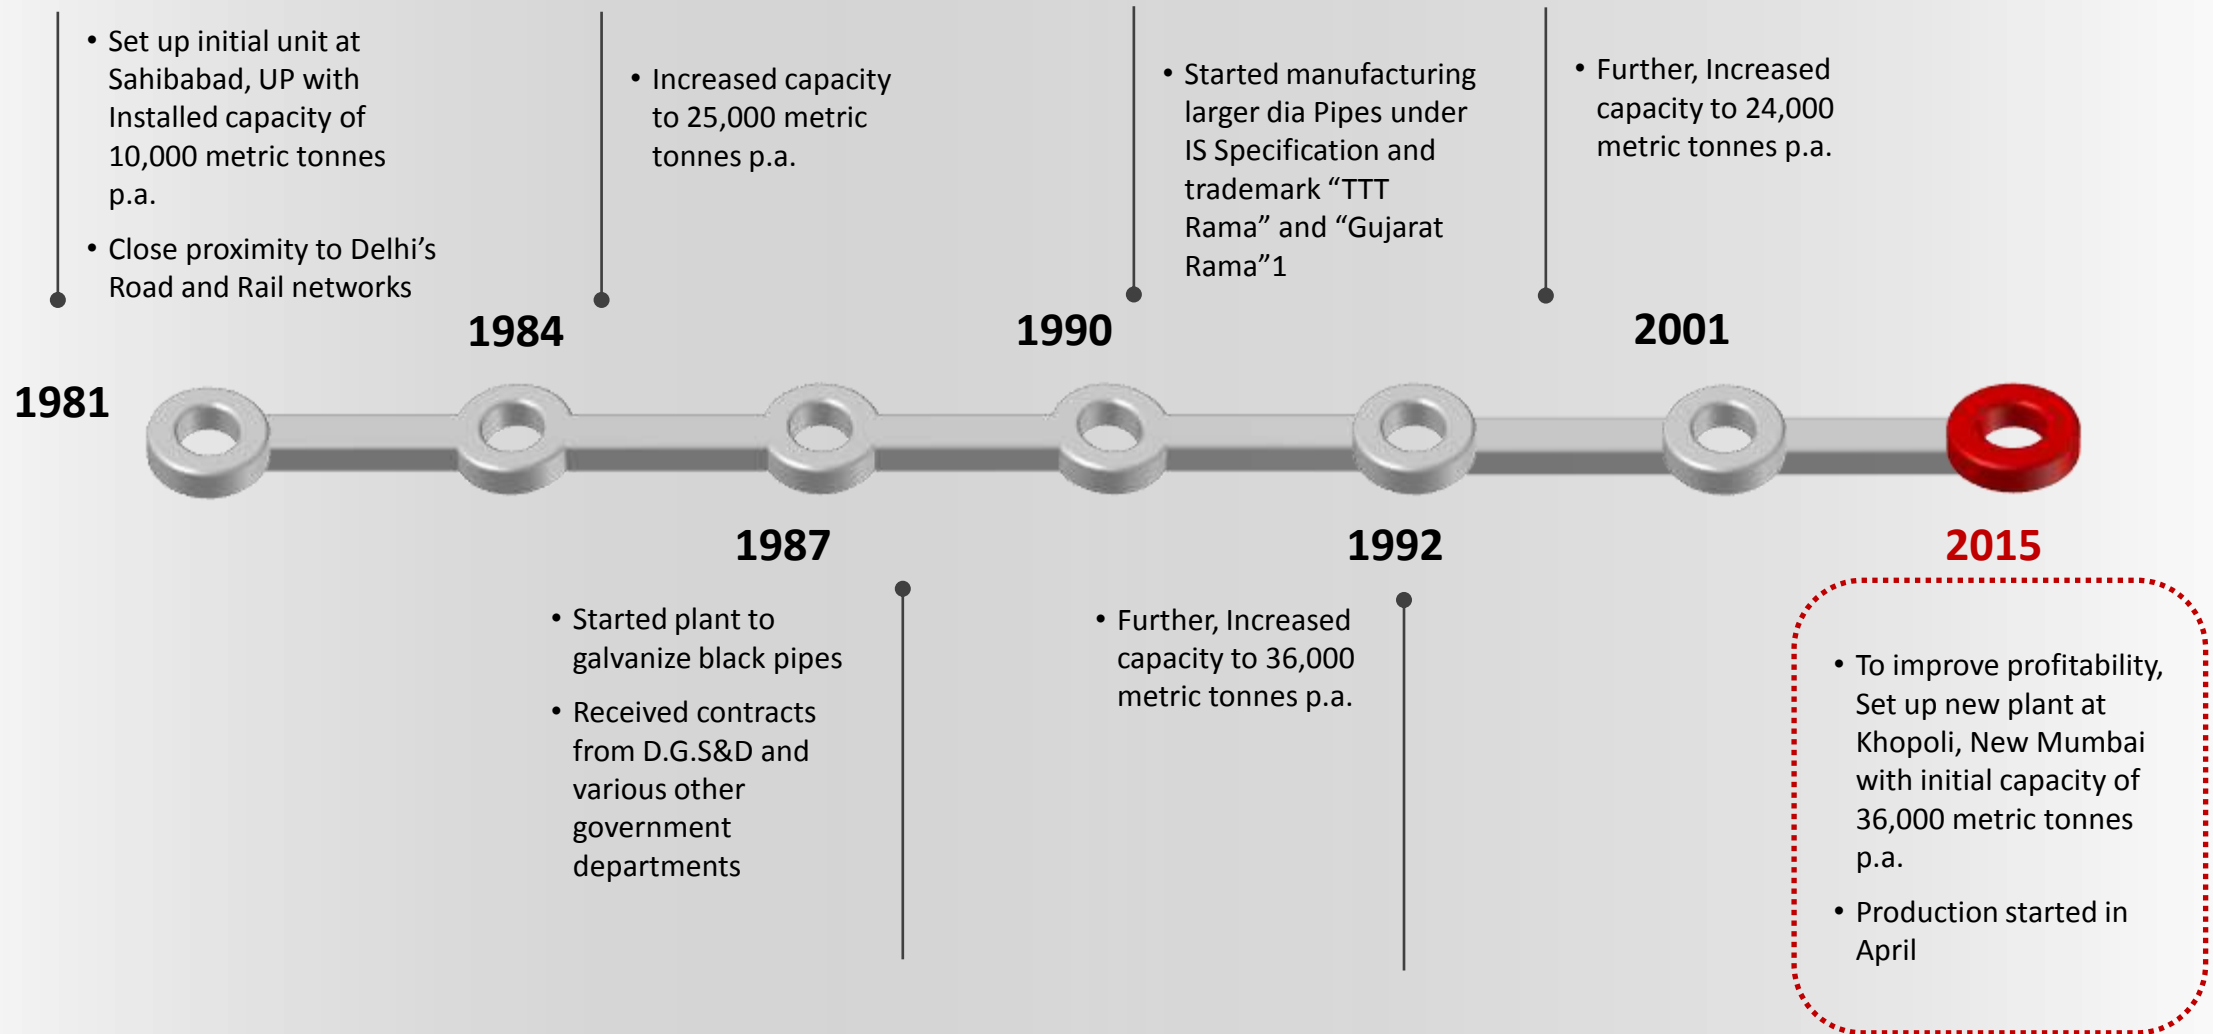 • Set up initial unit at
Sahibabad, UP with
Installed capacity of
10,000 metric tonnes
p.a.
• Close proximity to Delhi’s
Road and Rail networks
1981
• Increased capacity
to 25,000 metric
tonnes p.a.
1984
• Started manufacturing
larger dia Pipes under
IS Specification and
trademark “TTT
Rama” and “Gujarat
Rama”1
1990
• Further, Increased
capacity to 24,000
metric tonnes p.a.
2001
1987
• Started plant to
galvanize black pipes
• Received contracts
from D.G.S&D and
various other
government
departments
1992
• Further, Increased
capacity to 36,000
metric tonnes p.a.
2015
• To improve profitability,
Set up new plant at
Khopoli, New Mumbai
with initial capacity of
36,000 metric tonnes
p.a.
• Production started in
April